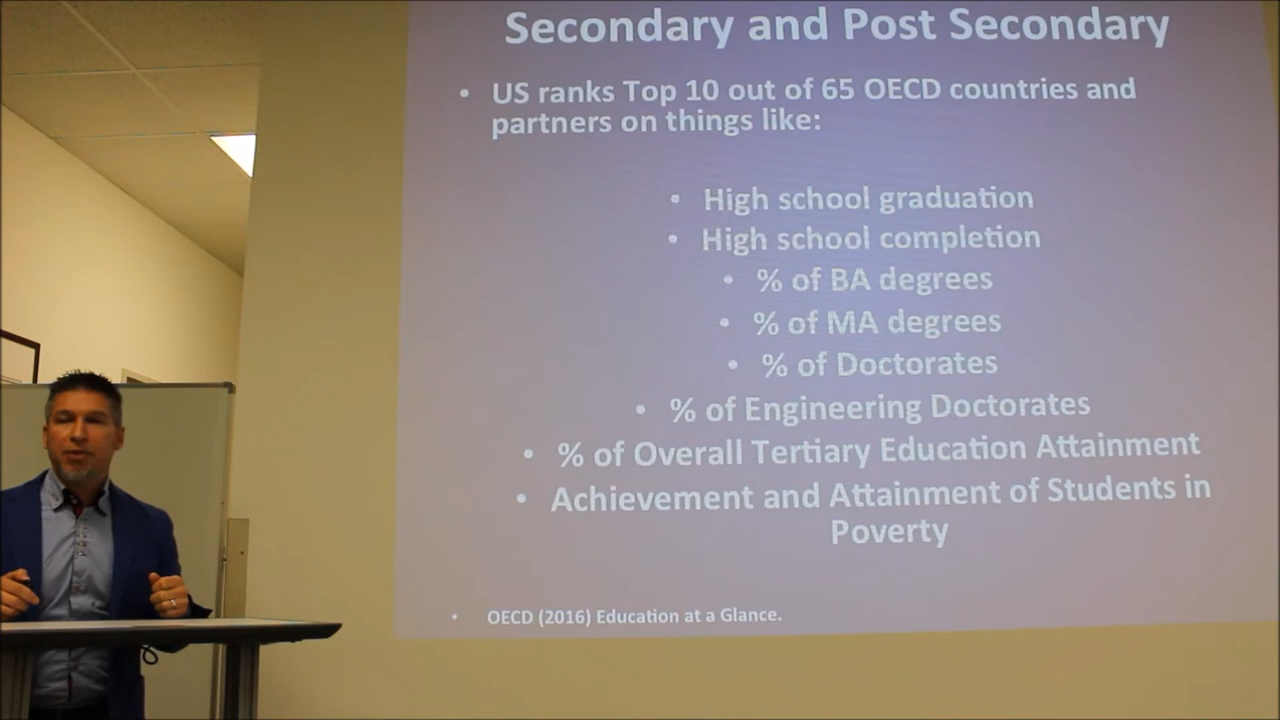 Secondary and Post Secondary
• US ranks Top 10 out of 65 OECD countries and
partners on things like:
• High school graduation
• High school completion
• % of BA degrees
• % of MA degrees
• % of Doctorates
• % of Engineering Doctorates
• % of Overall Tertiary Education Attainment
• Achievement and Attainment of Students in
Poverty
• OECD (2016) Education at a Glance.